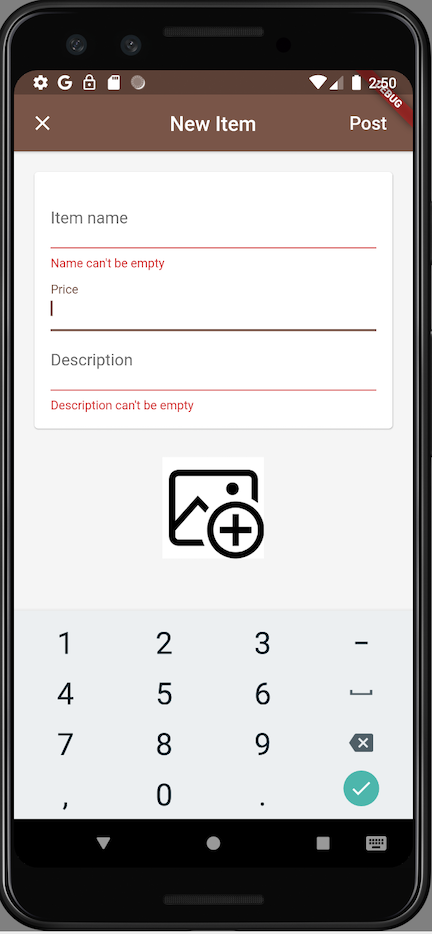 G 2:50
DEBUG
New Item Post
Item name
Name can't be empty
Price
Description
Description can't be empty
1 2 3 -
4 5 6
7 8 9
, 0 .